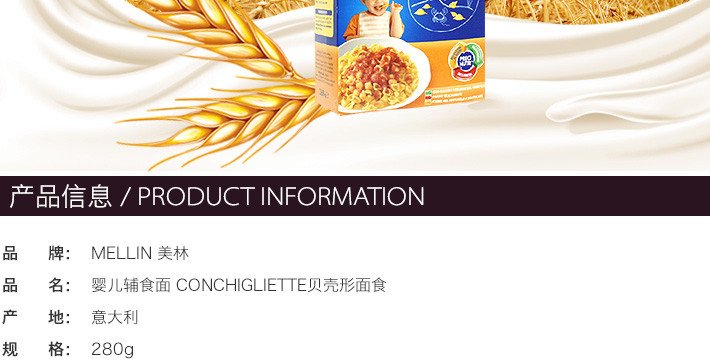 产品信息 / PRODUCT INFORMATION
品 牌： MELLIN 美林
品 名： 婴儿辅食面 CONCHIGLIETTE贝壳形面食
产 地： 意大利
规 格： 280g